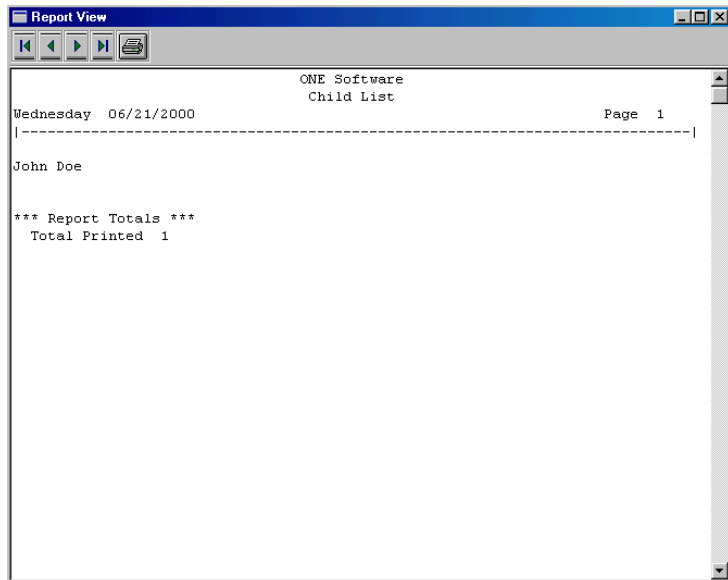 Report View
ONE Software
Child List
Wednesday 06/21/2000 Page 1
|------------------------------------------------------------------------------|
John Doe
*** Report Totals ***
Total Printed 1